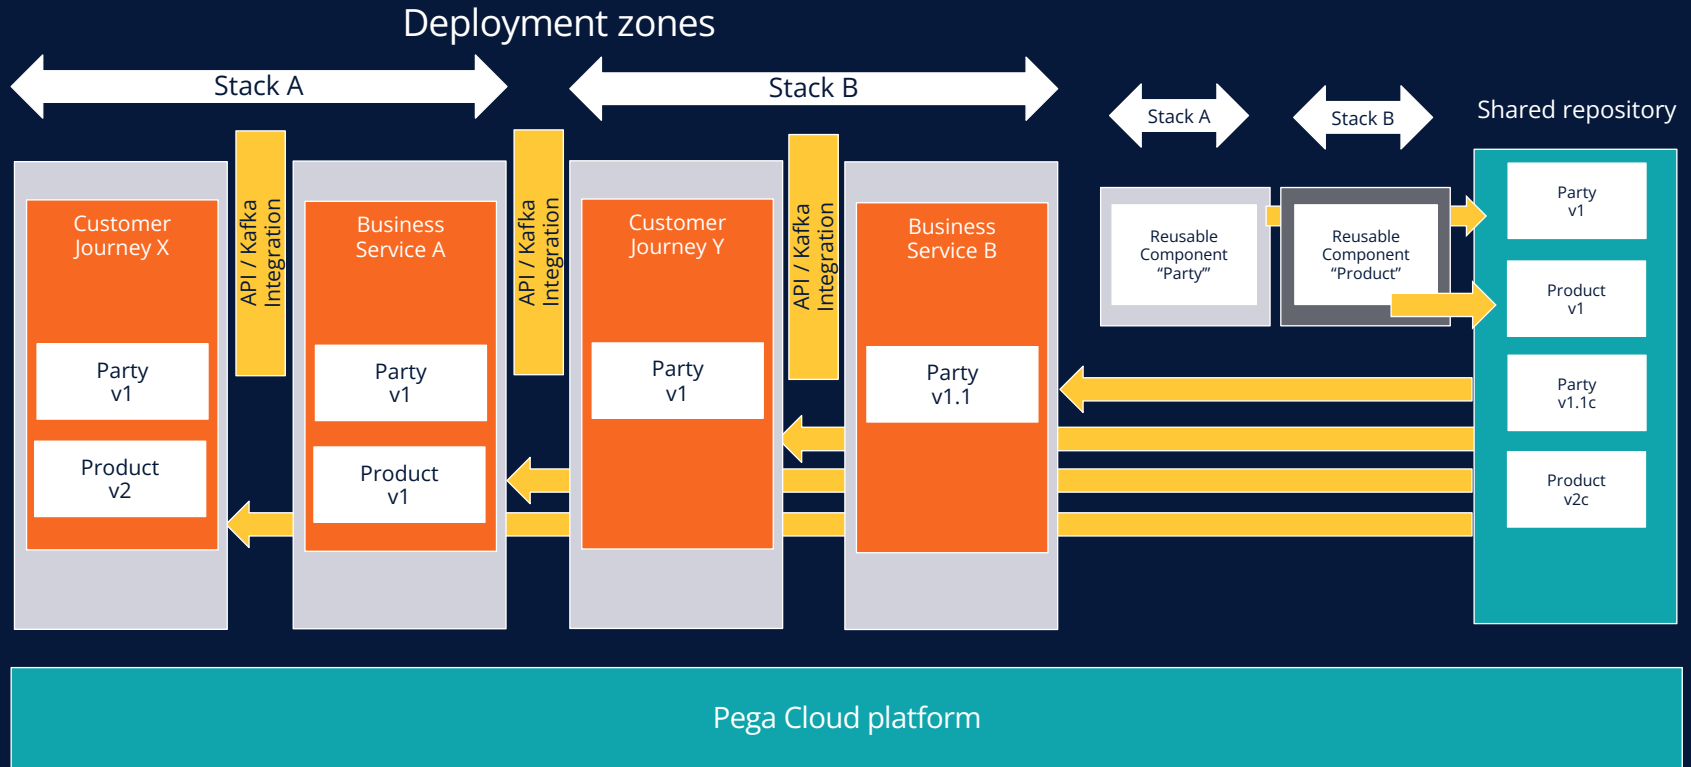 Deployment zones
Stack A
Stack B
Stack A
Stack B
Shared repository
Customer
Journey X
Party
v1
Product
v2
API / Kafka
Integration
Business
Service A
Party
v1
Product
v1
API / Kafka
Integration
Customer
Journey Y
Party
v1
API / Kafka
Integration
Business
Service B
Party
v1.1
Reusable
Component
“Party’”
Reusable
Component
“Product”
Party
v1
Product
v1
Party
v1.1c
Product
v2c
Pega Cloud platform